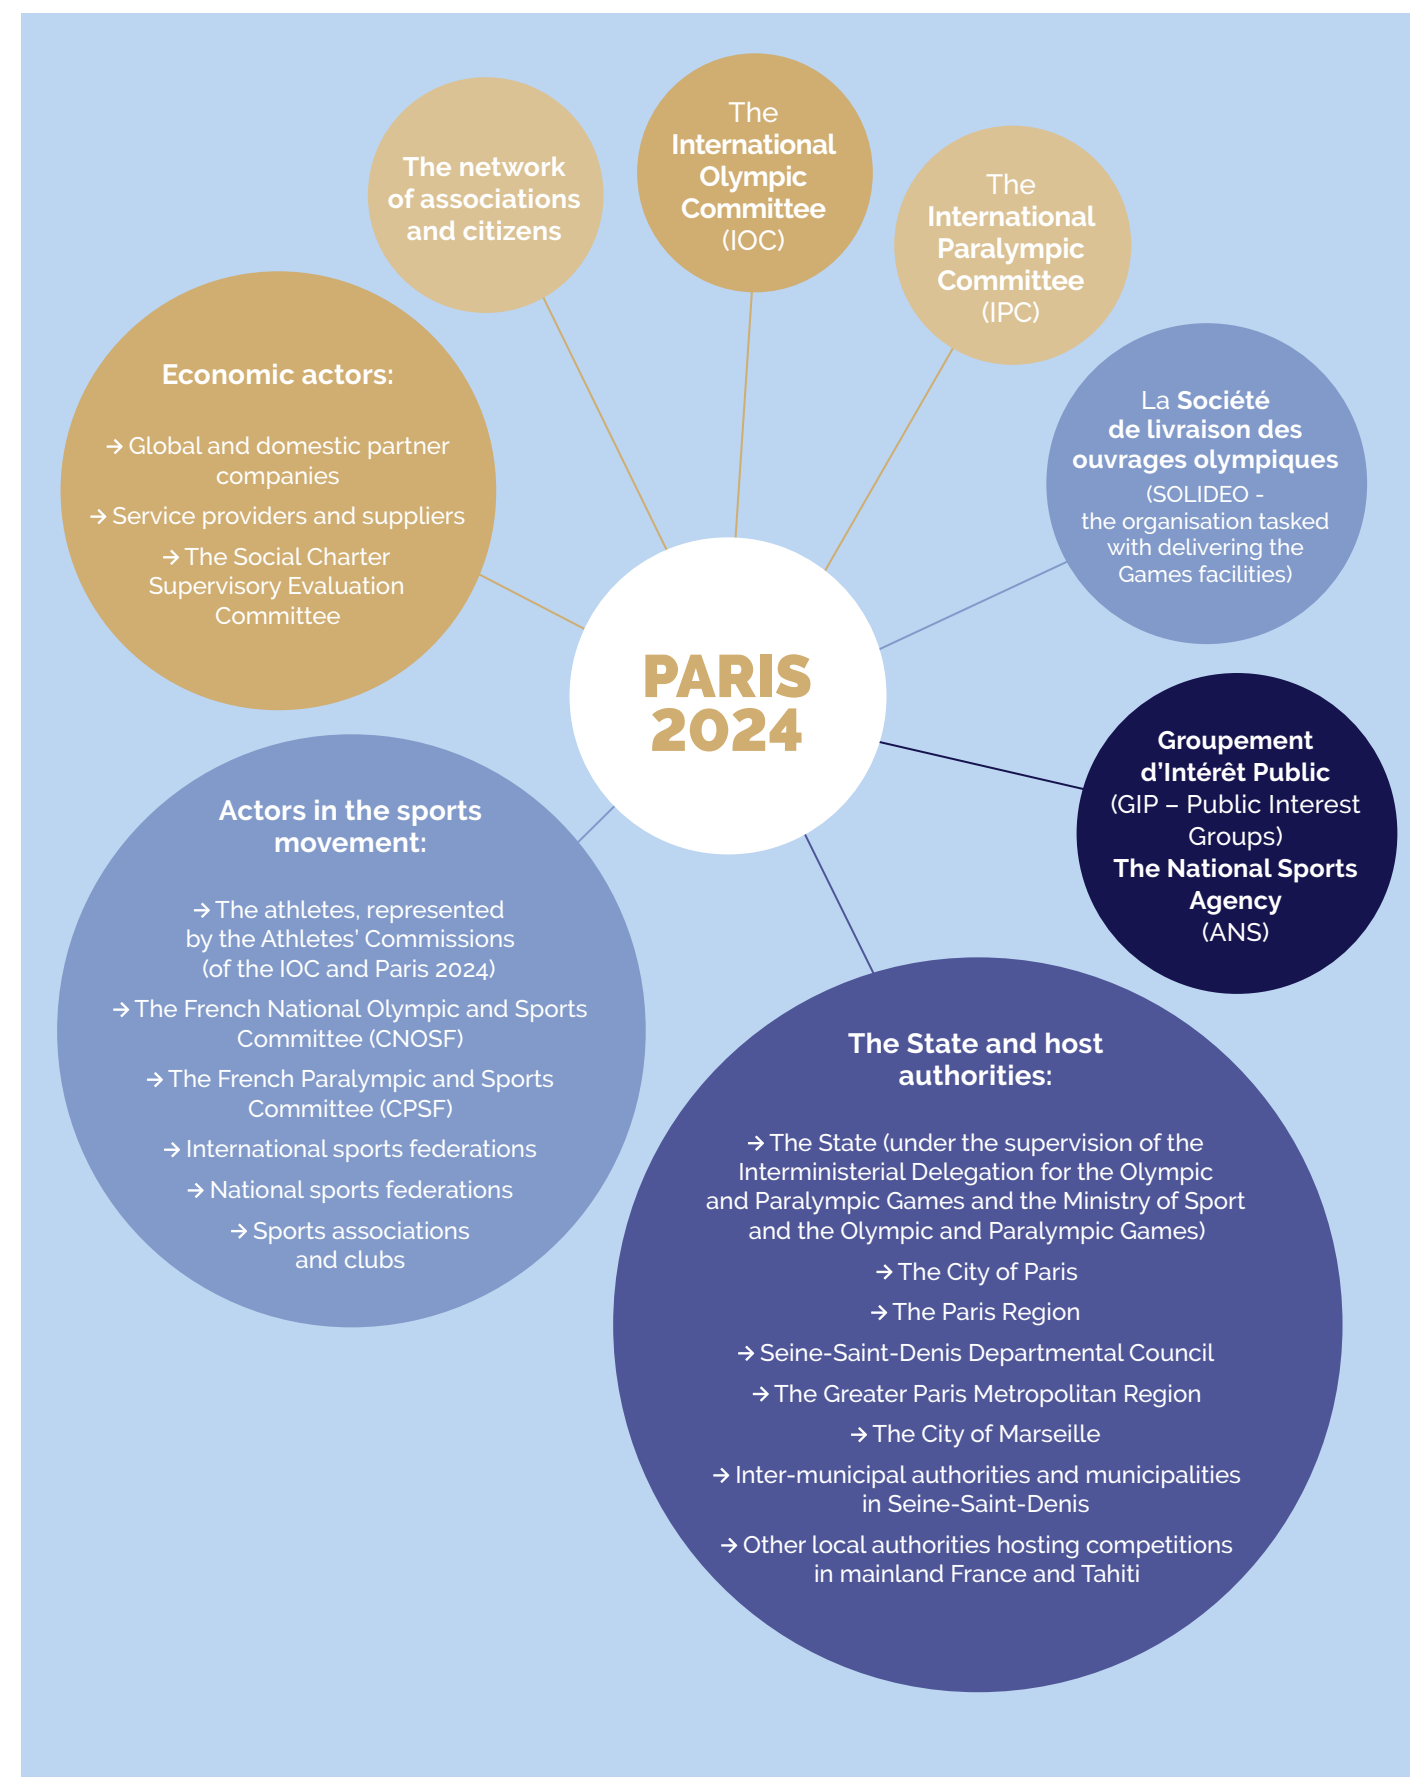 The network
of associations
and citizens
The
International
Olympic
Committee
(IOC)
The
International
Paralympic
Committee
(IPC)
Economic actors:
→ Global and domestic partner
companies
→ Service providers and suppliers
→ The Social Charter
Supervisory Evaluation
Committee
La Société
de livraison des
ouvrages olympiques
(SOLIDEO -
the organisation tasked
with delivering the
Games facilities)
PARIS
2024
Groupement
d’Intérêt Public
(GIP – Public Interest
Groups)
The National Sports
Agency
(ANS)
Actors in the sports
movement:
→ The athletes, represented
by the Athletes’ Commissions
(of the IOC and Paris 2024)
→ The French National Olympic and Sports
Committee (CNOSF)
→ The French Paralympic and Sports
Committee (CPSF)
→ International sports federations
→ National sports federations
→ Sports associations
and clubs
The State and host
authorities:
→ The State (under the supervision of the
Interministerial Delegation for the Olympic
and Paralympic Games and the Ministry of Sport
and the Olympic and Paralympic Games)
→ The City of Paris
→ The Paris Region
→ Seine-Saint-Denis Departmental Council
→ The Greater Paris Metropolitan Region
→ The City of Marseille
→ Inter-municipal authorities and municipalities
in Seine-Saint-Denis
→ Other local authorities hosting competitions
in mainland France and Tahiti